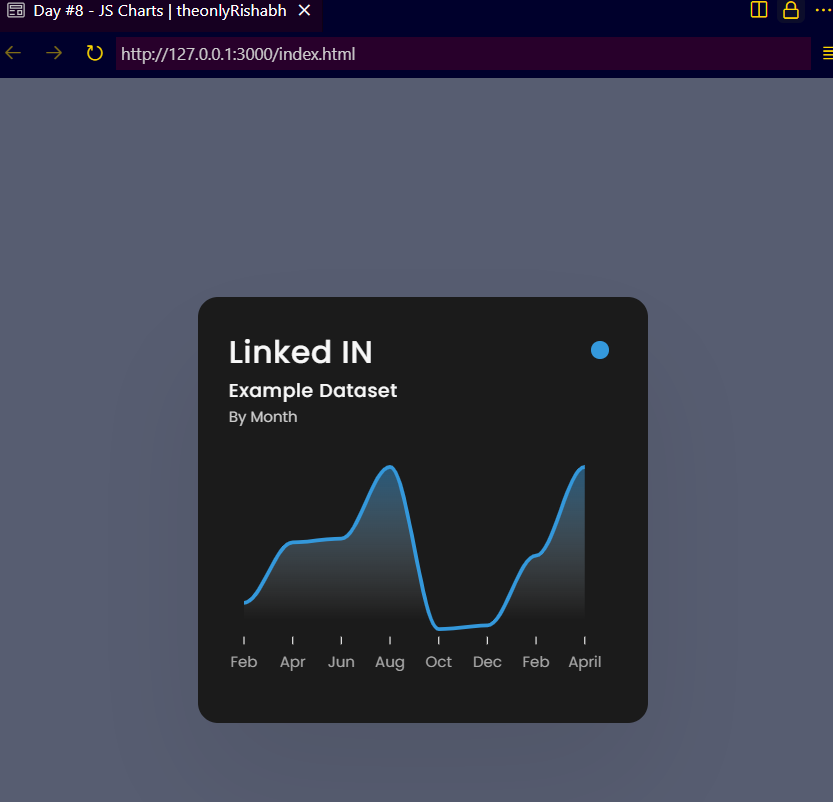 Day #8 - JS Charts | theonlyRishabh
http://127.0.0.1:3000/index.html
Linked IN
Example Dataset
By Month
Feb Apr Jun Aug Oct Dec Feb April